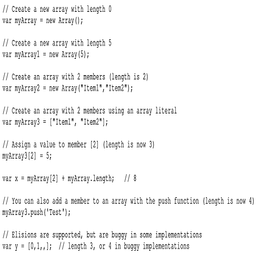 // Create a new array with length 0
var myArray = new Array();
// Create a new array with length 5
var myArray1 = new Array(5);
// Create an array with 2 members (length is 2)
var myArray2 = new Array("Item1","Item2");
// Create an array with 2 members using an array literal
var myArray3 = ["Item1", "Item2"];
// Assign a value to member [2] (length is now 3)
myArray3[2] = 5;
var x = myArray[2] + myArray.length;   // 8
// You can also add a member to an array with the push function (length is now 4)
myArray3.push('Test');
// Elisions are supported, but are buggy in some implementations
var y = [0,1,,];  // length 3, or 4 in buggy implementations